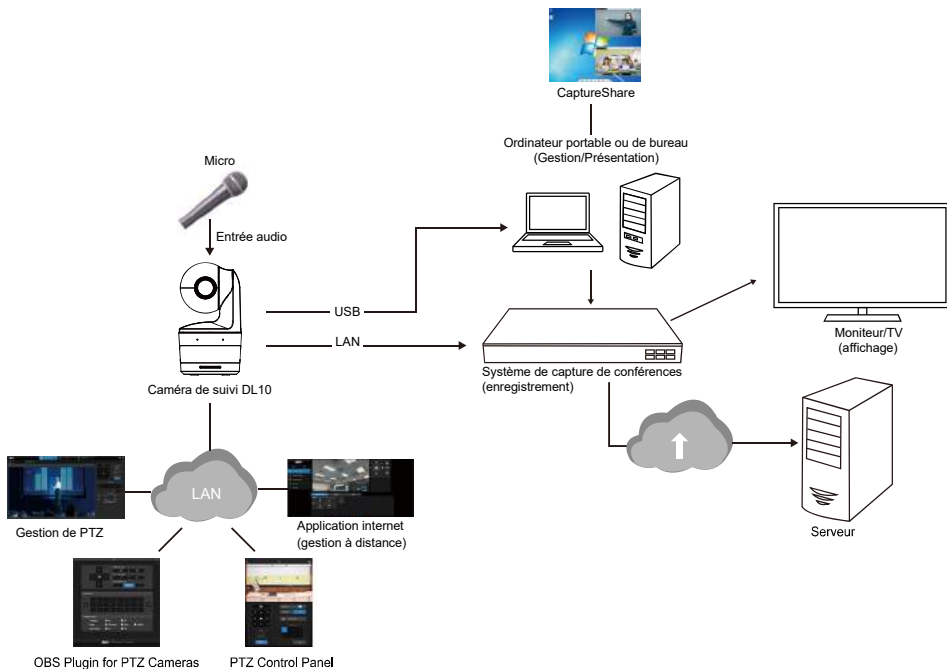 CaptureShare
Ordinateur portable ou de bureau
(Gestion/Présentation)
Micro
Entrée audio
USB
LAN
Moniteur/TV
(affichage)
Système de capture de conférences
(enregistrement)
Caméra de suivi DL10
LAN
Gestion de PTZ
Application internet
(gestion à distance)
Serveur
OBS Plugin for PTZ Cameras
PTZ Control Panel